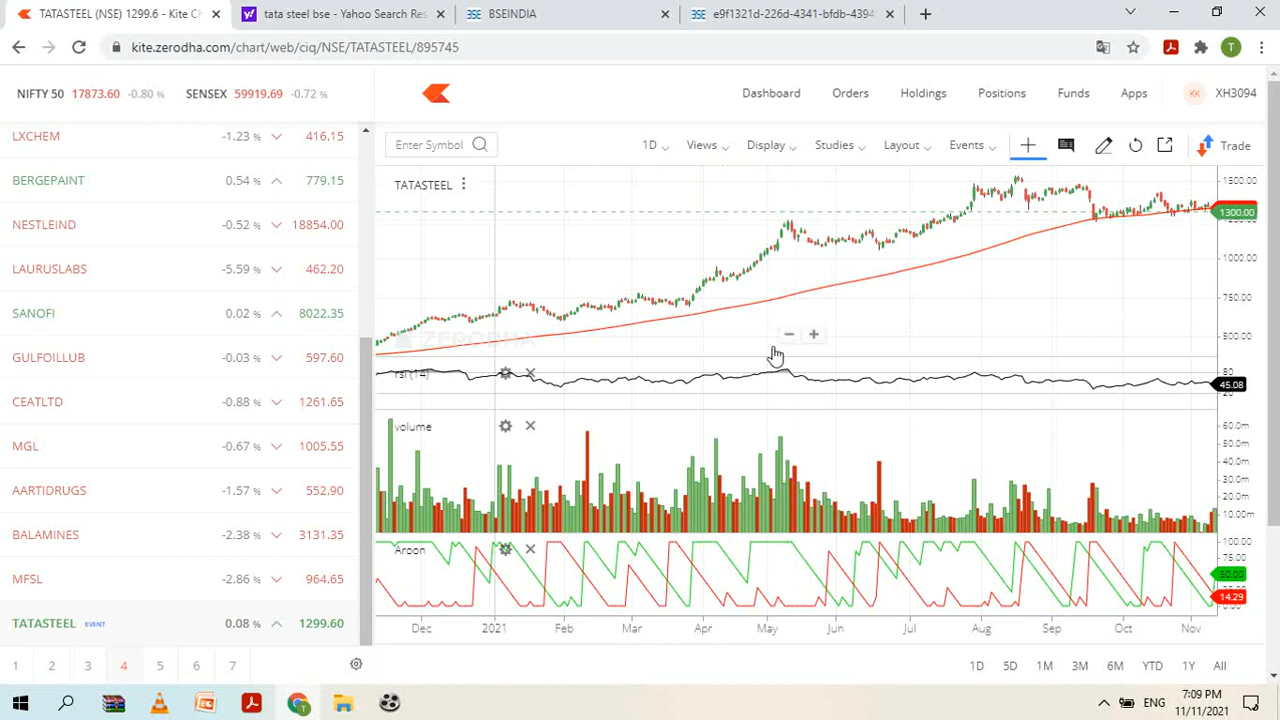 TATASTEEL (NSE) 1299.6 - Kite Ch
tata steel bse - Yahoo Search Res
BSEINDIA
e9f1321d-226d-4341-bfdb-4394
kite.zerodha.com/chart/web/ciq/NSE/TATASTEEL/895745
T
NIFTY 50 17873.60 -0.80 %
SENSEX 59919.69 -0.72 %
Dashboard
Orders
Holdings
Positions
Funds
Apps
KK
XH3094
LXCHEM -1.23 % 416.15
BERGEPAINT 0.54 % 779.15
NESTLEIND -0.52 % 18854.00
LAURUSLABS -5.59 % 462.20
SANOFI 0.02 % 8022.35
GULFOILLUB -0.03 % 597.60
CEATLTD -0.88 % 1261.65
MGL -0.67 % 1005.55
AARTIDRUGS -1.57 % 552.90
BALAMINES -2.38 % 3131.35
MFSL -2.86 % 964.65
TATASTEEL EVENT 0.08 % 1299.60
1 2 3 4 5 6 7
Enter Symbol
1D
Views
Display
Studies
Layout
Events
Trade
TATASTEEL
1500.00
1300.00
1000.00
750.00
500.00
ZERODHA
rsi (14)
80
45.08
20
volume
60.0m
50.0m
40.0m
30.0m
20.0m
10.00m
Aroon
100.00
75.00
50.00
14.29
Dec 2021 Feb Mar Apr May Jun Jul Aug Sep Oct Nov
1D 5D 1M 3M 6M YTD 1Y All
ENG
7:09 PM
11/11/2021